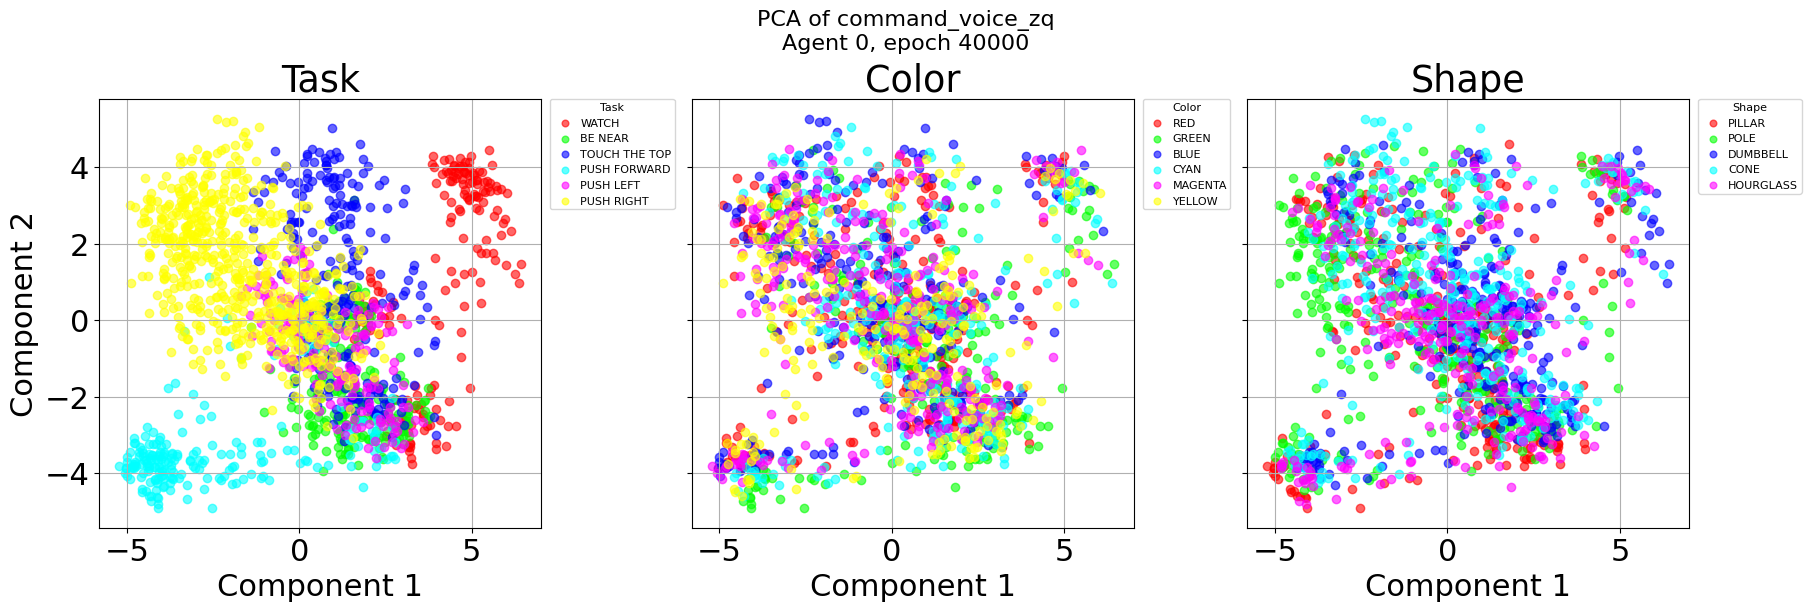 PCA of command_voice_zq
Agent 0, epoch 40000
Task
Color
Shape
Component 2
4
2
0
−2
−4
−5
0
5
Component 1
Task
WATCH
BE NEAR
TOUCH THE TOP
PUSH FORWARD
PUSH LEFT
PUSH RIGHT
−5
0
5
Component 1
Color
RED
GREEN
BLUE
CYAN
MAGENTA
YELLOW
−5
0
5
Component 1
Shape
PILLAR
POLE
DUMBBELL
CONE
HOURGLASS